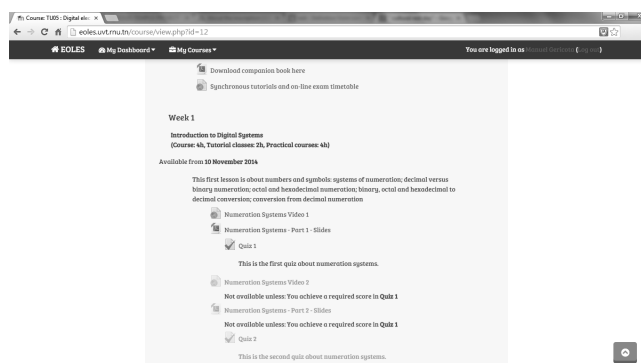 Course: TU05 : Digital ele
eoles.uvt.rnu.tn/course/view.php?id=12
EOLES My Dashboard My Courses You are logged in as (Log out)
Download companion book here
Synchronous tutorials and on-line exam timetable
Week 1
Introduction to Digital Systems
(Course: 4h, Tutorial classes: 2h, Practical courses: 4h)
Available from 10 November 2014
This first lesson is about numbers and symbols: systems of numeration; decimal versus
binary numeration; octal and hexadecimal numeration; binary, octal and hexadecimal to
decimal conversion; conversion from decimal numeration
Numeration Systems Video 1
Numeration Systems - Part 1 - Slides
Quiz 1
This is the first quiz about numeration systems.
Numeration Systems Video 2
Not available unless: You achieve a required score in Quiz 1
Numeration Systems - Part 2 - Slides
Not available unless: You achieve a required score in Quiz 1
Quiz 2
This is the second quiz about numeration systems.